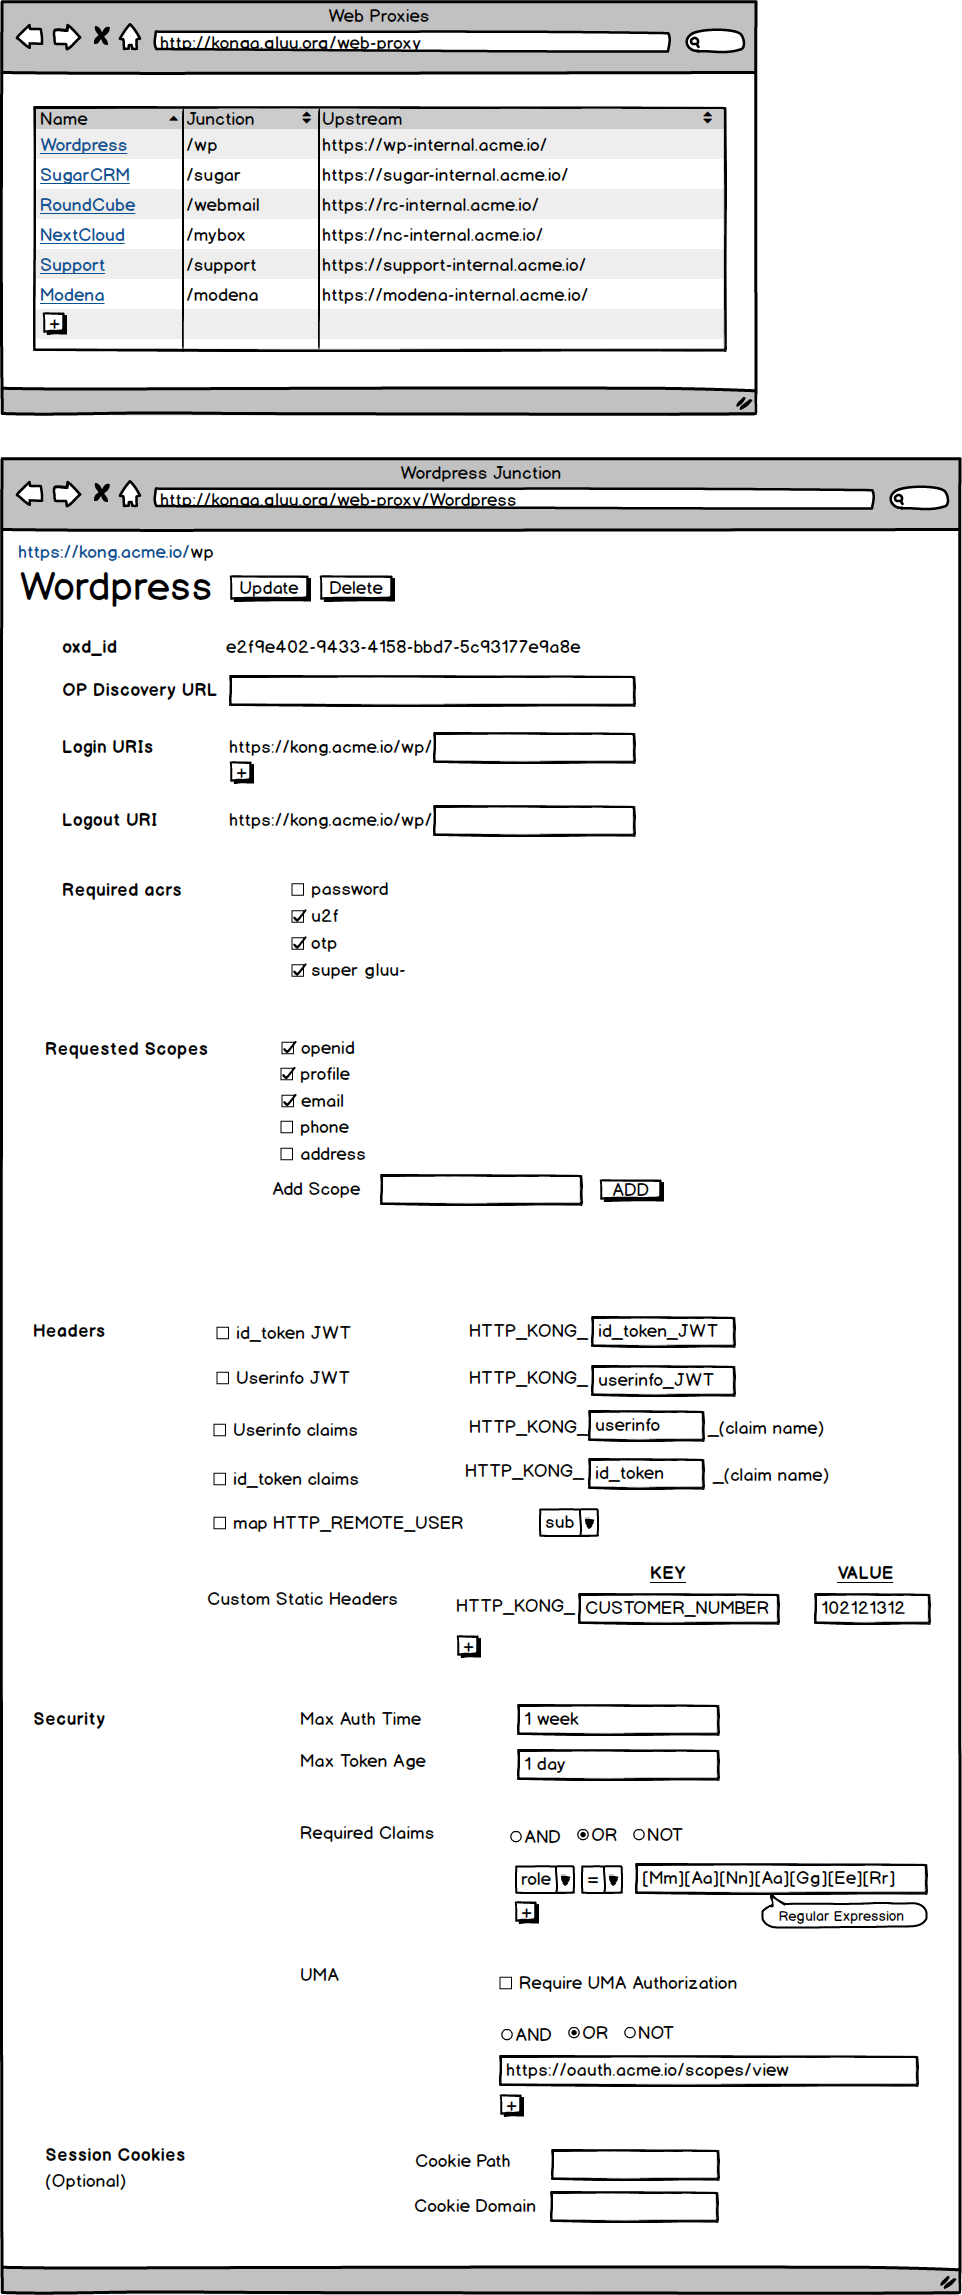 Web Proxies
http://konga.gluu.org/web-proxy
Name Junction Upstream
Wordpress /wp https://wp-internal.acme.io/
SugarCRM /sugar https://sugar-internal.acme.io/
RoundCube /webmail https://rc-internal.acme.io/
NextCloud /mybox https://nc-internal.acme.io/
Support /support https://support-internal.acme.io/
Modena /modena https://modena-internal.acme.io/
+
Wordpress Junction
http://konga.gluu.org/web-proxy/Wordpress
https://kong.acme.io/wp
Wordpress Update Delete
oxd_id e2f9e402-9433-4158-bbd7-5c93177e9a8e
OP Discovery URL
Login URIs https://kong.acme.io/wp/
+
Logout URI https://kong.acme.io/wp/
Required acrs password
u2f
otp
super gluu-
Requested Scopes openid
profile
email
phone
address
Add Scope ADD
Headers id_token JWT HTTP_KONG_ id_token_JWT
Userinfo JWT HTTP_KONG_ userinfo_JWT
Userinfo claims HTTP_KONG_ userinfo _(claim name)
id_token claims HTTP_KONG_ id_token _(claim name)
map HTTP_REMOTE_USER sub
KEY VALUE
Custom Static Headers HTTP_KONG_ CUSTOMER_NUMBER 102121312
+
Security Max Auth Time 1 week
Max Token Age 1 day
Required Claims AND OR NOT
role = [Mm][Aa][Nn][Aa][Gg][Ee][Rr]
+ Regular Expression
UMA Require UMA Authorization
AND OR NOT
https://oauth.acme.io/scopes/view
+
Session Cookies Cookie Path
(Optional)
Cookie Domain